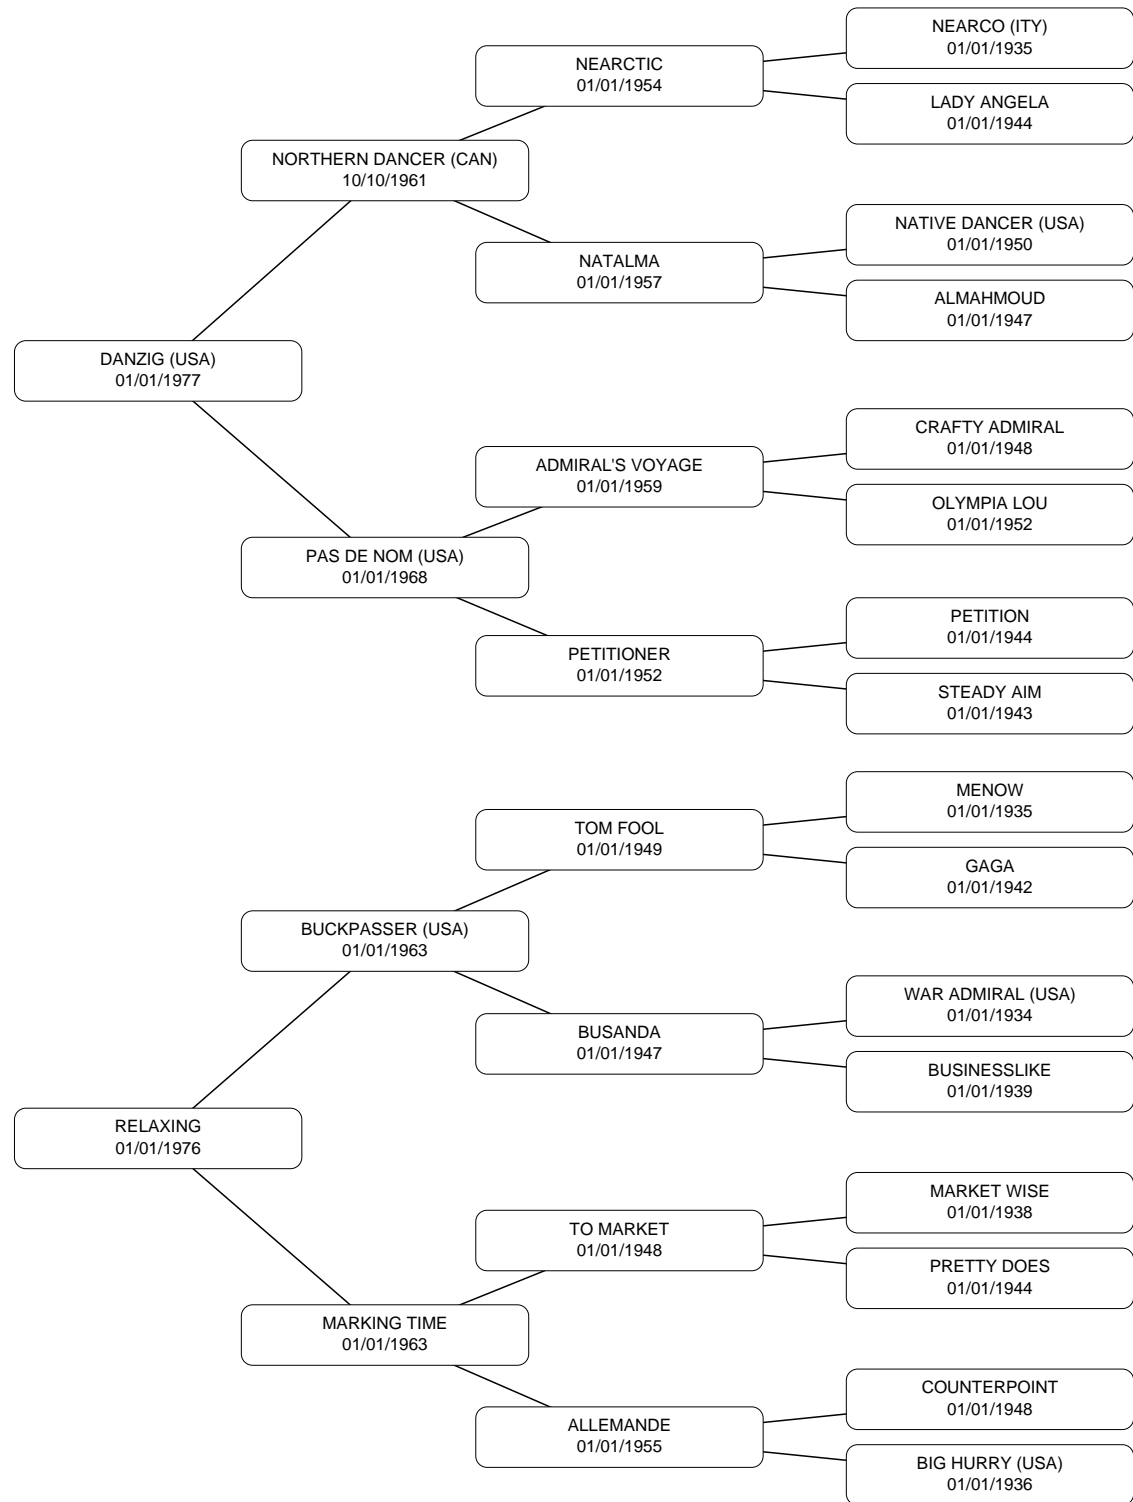 NEARCO (ITY)
01/01/1935
NEARCTIC
01/01/1954
LADY ANGELA
01/01/1944
NORTHERN DANCER (CAN)
10/10/1961
NATIVE DANCER (USA)
01/01/1950
NATALMA
01/01/1957
ALMAHMOUD
01/01/1947
DANZIG (USA)
01/01/1977
CRAFTY ADMIRAL
01/01/1948
ADMIRAL'S VOYAGE
01/01/1959
OLYMPIA LOU
01/01/1952
PAS DE NOM (USA)
01/01/1968
PETITION
01/01/1944
PETITIONER
01/01/1952
STEADY AIM
01/01/1943
MENOW
01/01/1935
TOM FOOL
01/01/1949
GAGA
01/01/1942
BUCKPASSER (USA)
01/01/1963
WAR ADMIRAL (USA)
01/01/1934
BUSANDA
01/01/1947
BUSINESSLIKE
01/01/1939
RELAXING
01/01/1976
MARKET WISE
01/01/1938
TO MARKET
01/01/1948
PRETTY DOES
01/01/1944
MARKING TIME
01/01/1963
COUNTERPOINT
01/01/1948
ALLEMANDE
01/01/1955
BIG HURRY (USA)
01/01/1936